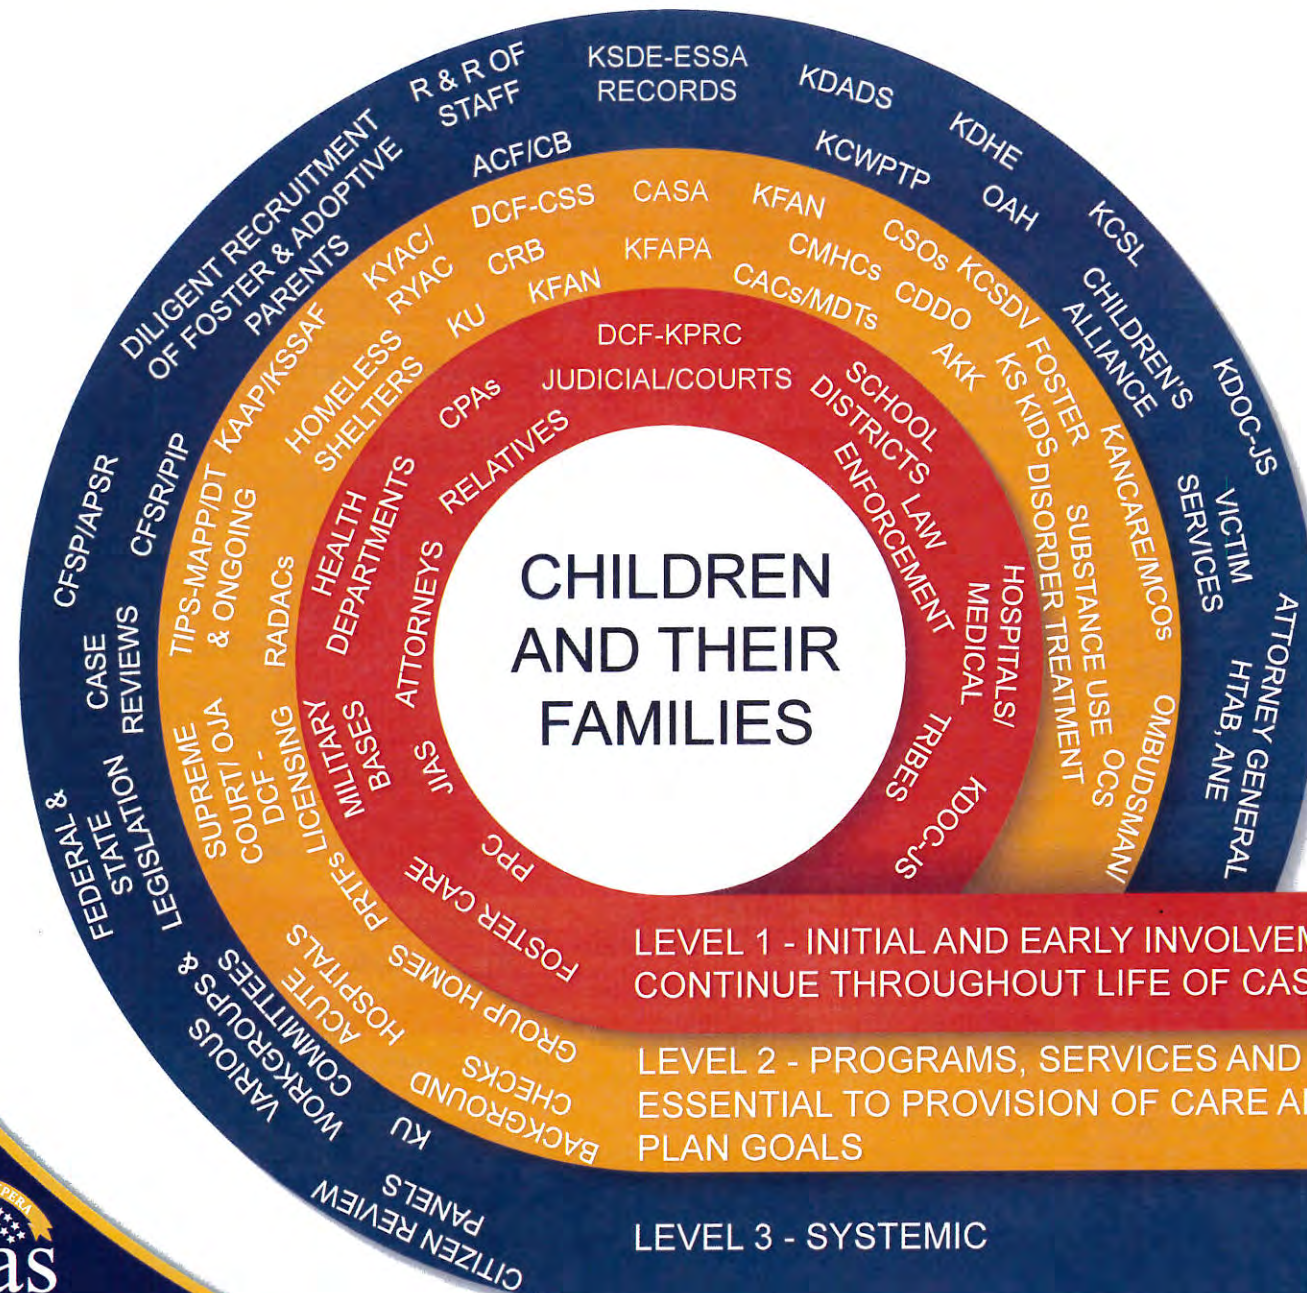 CHILDREN
AND THEIR
FAMILIES
DCF-KPRC
JUDICIAL/COURTS
SCHOOL
DISTRICTS
LAW
ENFORCEMENT
HOSPITALS/
MEDICAL
TRIBES
KDOC-JS
FOSTER CARE
PPC
JIAS
MILITARY
BASES
ATTORNEYS
HEALTH
DEPARTMENTS
RELATIVES
CPAs
LEVEL 1 - INITIAL AND EARLY INVOLVEM
CONTINUE THROUGHOUT LIFE OF CAS
CASA
KFAN
CSOs
KCSDV
FOSTER
KANCARE/MCOs
OMBUDSMAN/
OCS
KFAPA
CMHCs
CDDO
KS KIDS
SUBSTANCE USE
DISORDER TREATMENT
CACs/MDTs
AKK
BACKGROUND
CHECKS
GROUP HOMES
ACUTE
HOSPITALS
PRTFs
DCF -
LICENSING
SUPREME
COURT/ OJA
RADACs
TIPS-MAPP/DT
& ONGOING
KAAP/KSSAF
HOMELESS
SHELTERS
KYAC/
RYAC
KU
CRB
KFAN
DCF-CSS
LEVEL 2 - PROGRAMS, SERVICES AND
ESSENTIAL TO PROVISION OF CARE
PLAN GOALS
KSDE-ESSA
RECORDS
KDADS
KDHE
KCWPTP
OAH
KCSL
CHILDREN'S
ALLIANCE
KDOC-JS
VICTIM
SERVICES
ATTORNEY GENERAL
HTAB, ANE
CITIZEN REVIEW
PANELS
KU
VARIOUS
WORKGROUPS &
COMMITTEES
FEDERAL &
STATE
LEGISLATION
CASE
REVIEWS
CFSP/APSR
CFSR/PIP
DILIGENT RECRUITMENT
OF FOSTER & ADOPTIVE
PARENTS
R & R OF
STAFF
ACF/CB
LEVEL 3 - SYSTEMIC
as